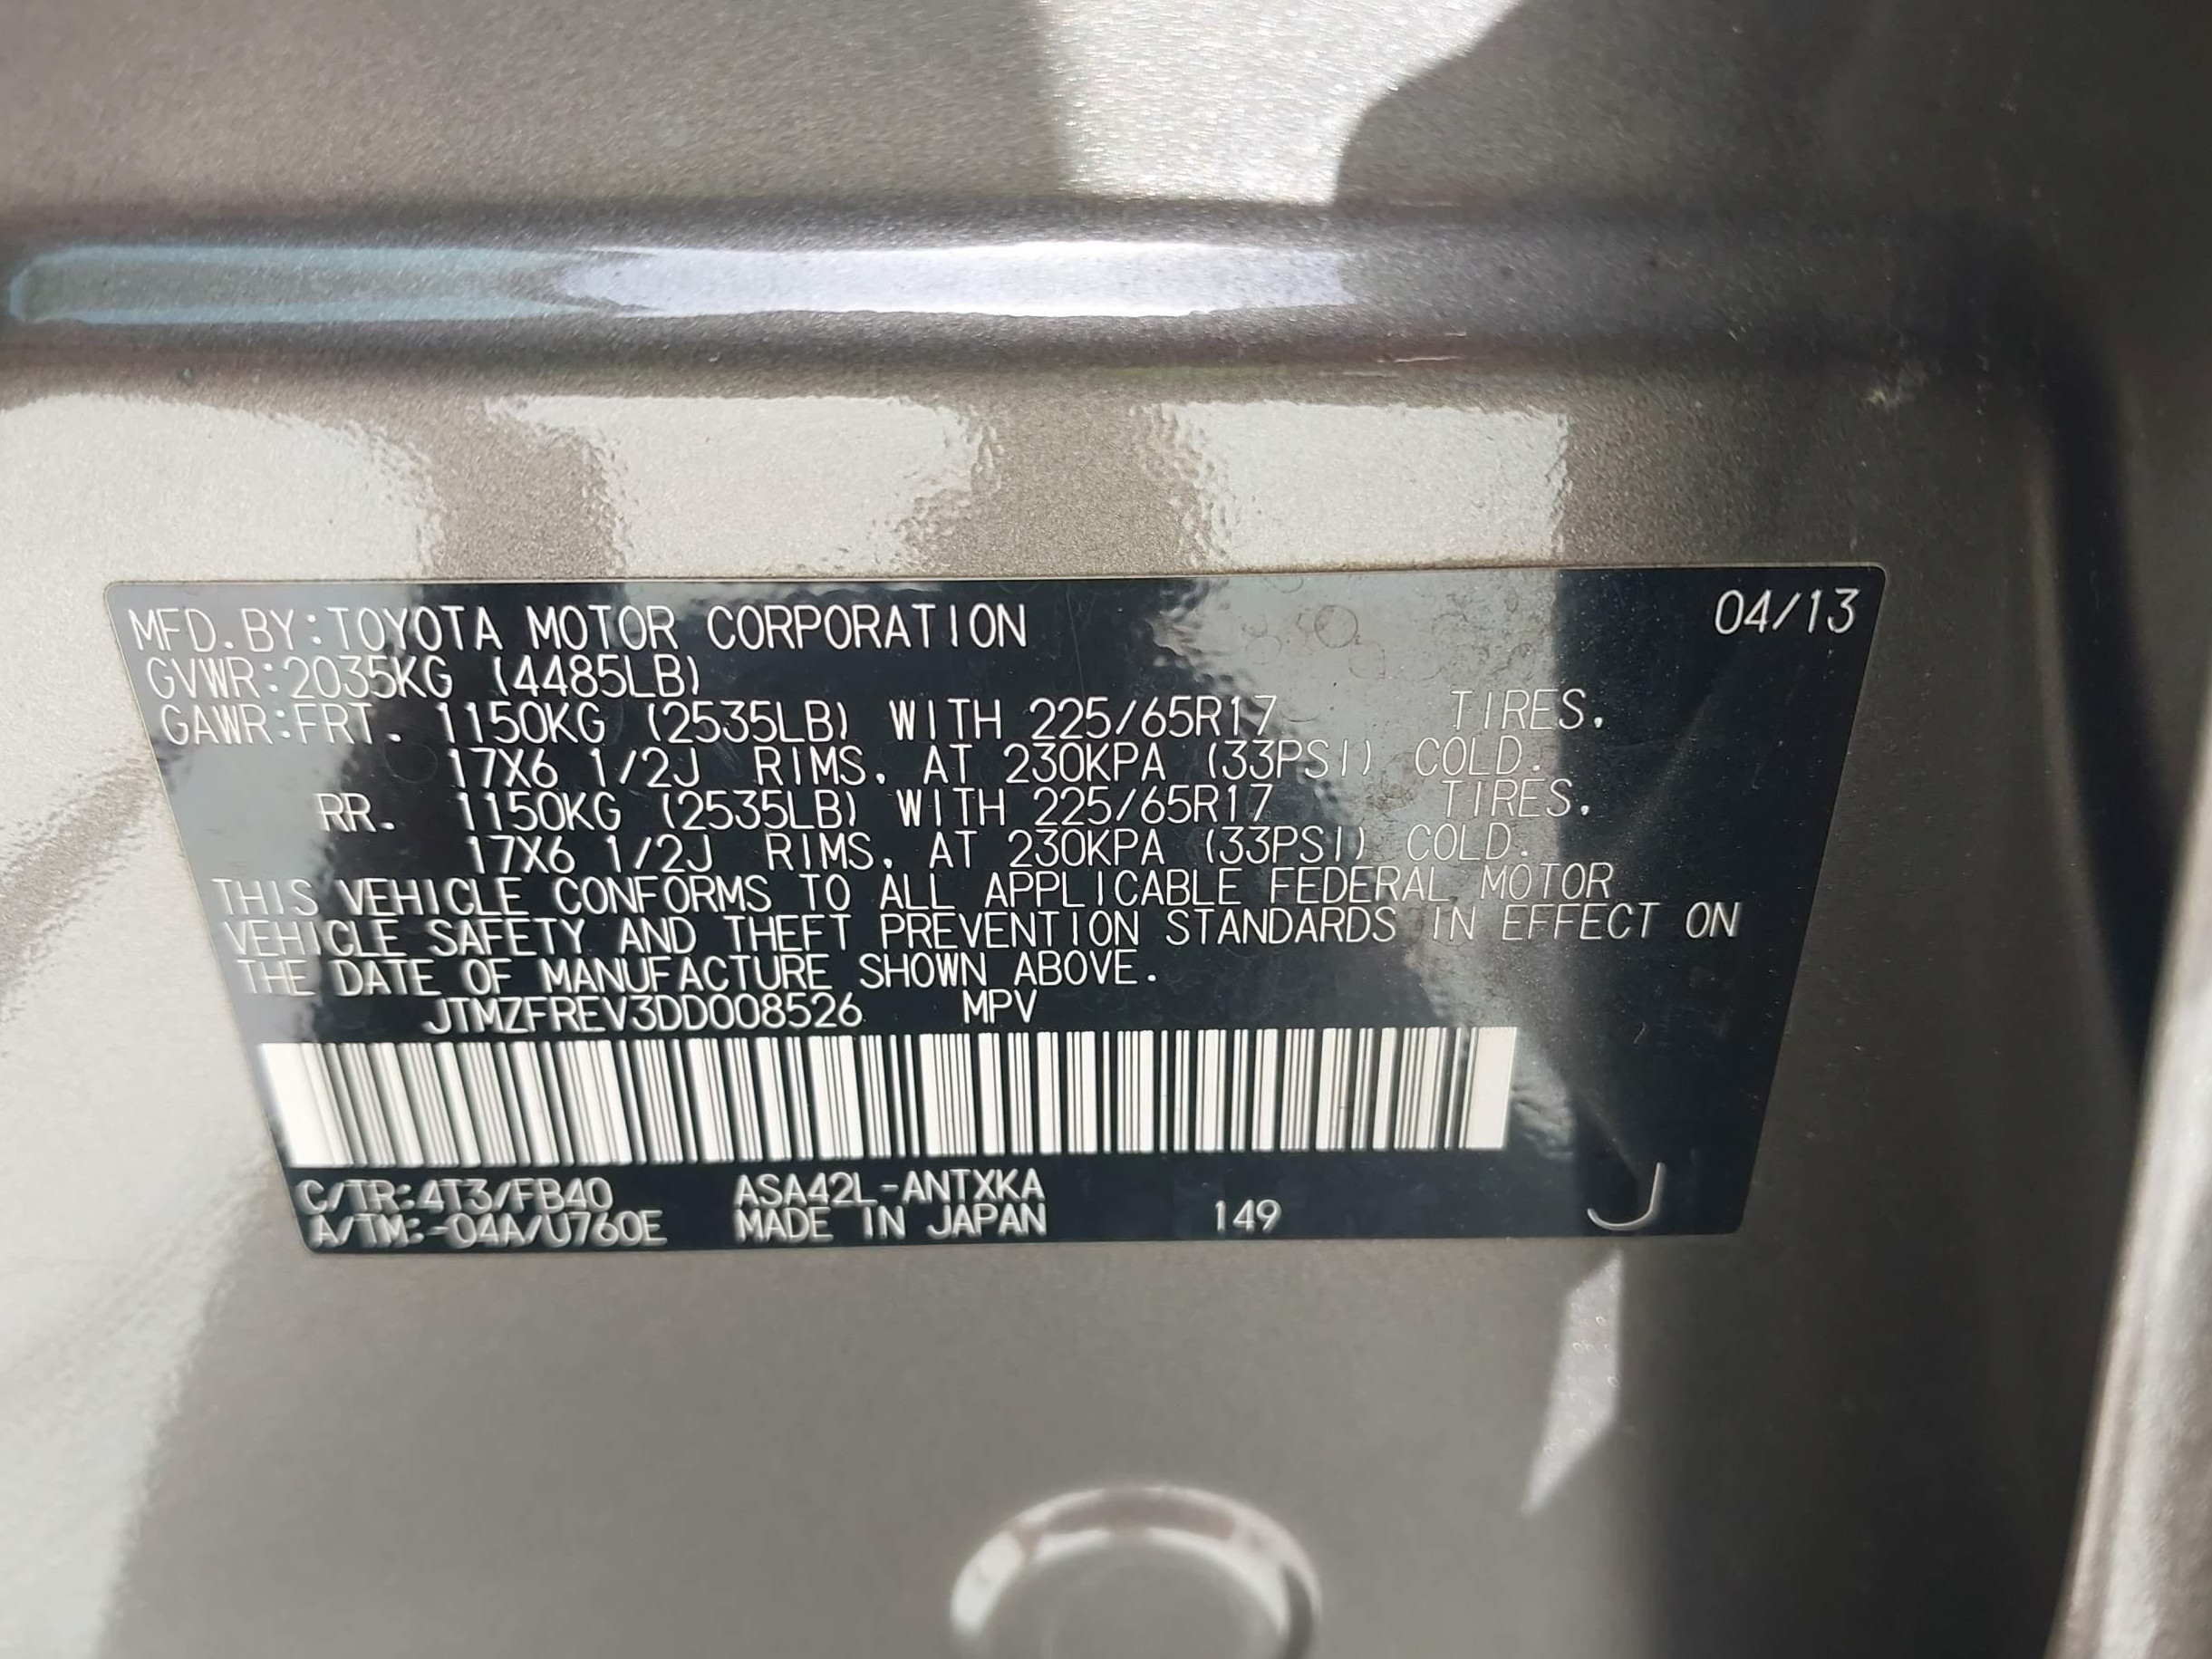 MFD.BY:TOYOTA MOTOR CORPORATION 04/13
GVWR:2035KG (4485LB)
GAWR:FRT. 1150KG (2535LB) WITH 225/65R17 TIRES,
17X6 1/2J RIMS, AT 230KPA (33PSI) COLD.
RR. 1150KG (2535LB) WITH 225/65R17 TIRES,
17X6 1/2J RIMS, AT 230KPA (33PSI) COLD.
THIS VEHICLE CONFORMS TO ALL APPLICABLE FEDERAL MOTOR
VEHICLE SAFETY AND THEFT PREVENTION STANDARDS IN EFFECT ON
THE DATE OF MANUFACTURE SHOWN ABOVE.
JTMZFREV3DD008526 MPV
C/TR:4T3/FB40 ASA42L-ANTXKA
A/TM:-04A/U760E MADE IN JAPAN 149 J